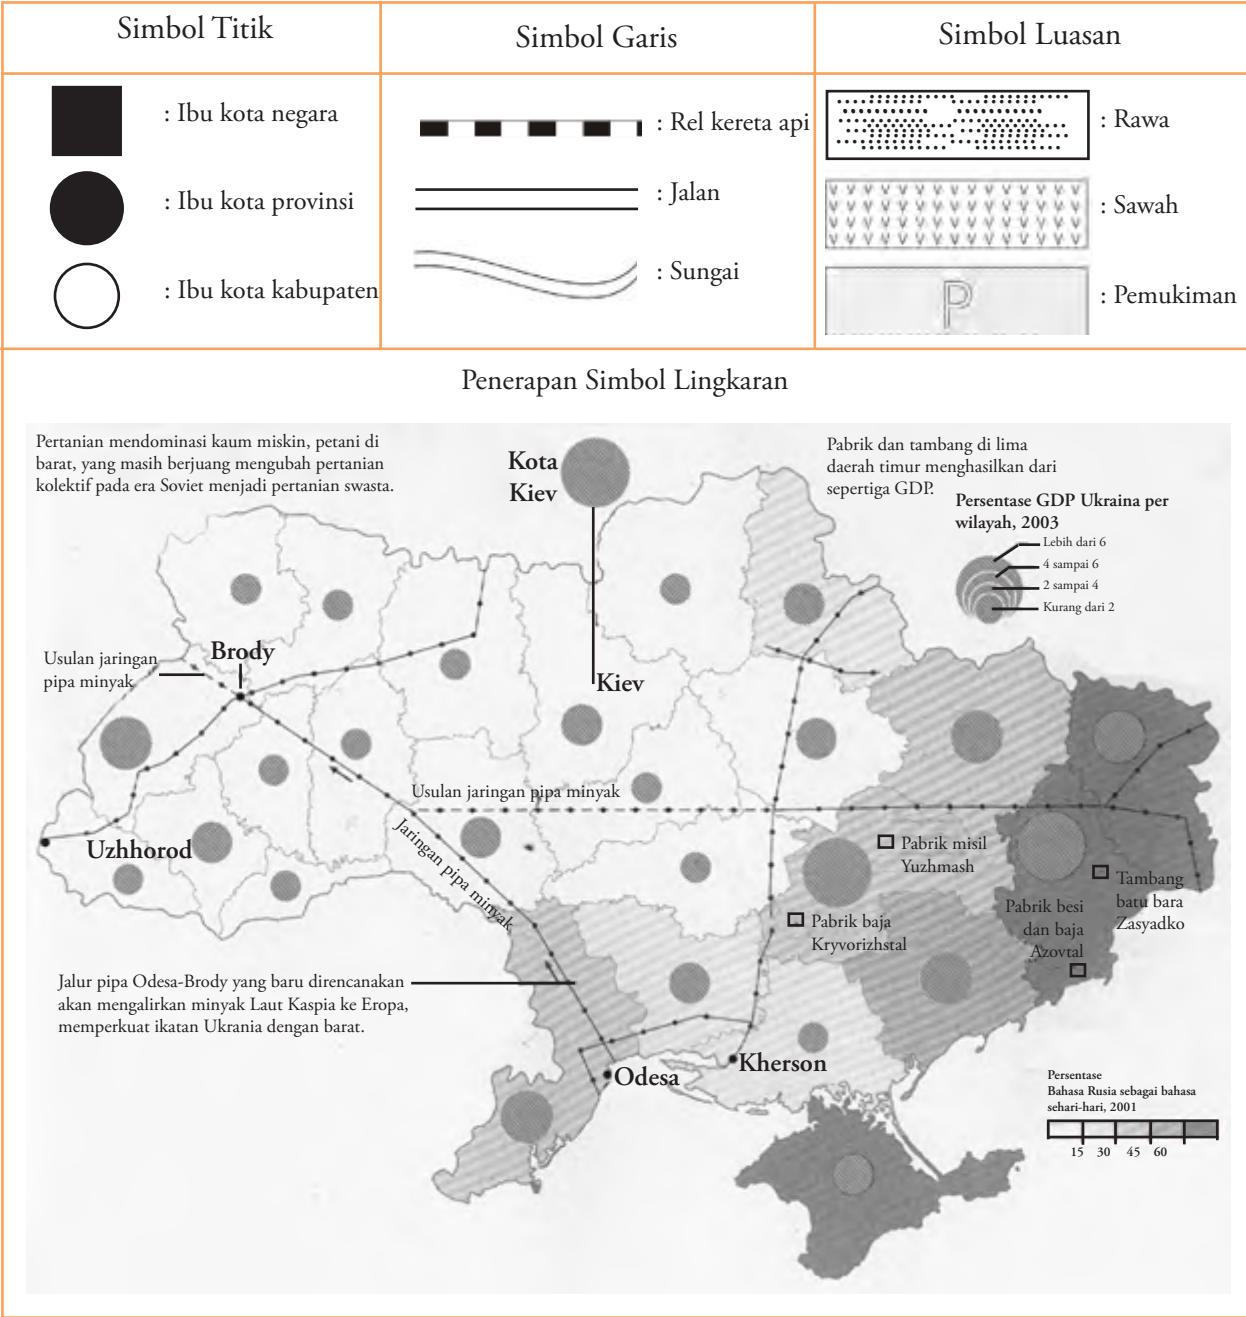 Simbol Titik
: Ibu kota negara
: Ibu kota provinsi
: Ibu kota kabupaten
Simbol Garis
: Rel kereta api
: Jalan
: Sungai
Simbol Luasan
: Rawa
: Sawah
P
: Pemukiman
Penerapan Simbol Lingkaran
Pertanian mendominasi kaum miskin, petani di
barat, yang masih berjuang mengubah pertanian
kolektif pada era Soviet menjadi pertanian swasta.
Kota
Kiev
Pabrik dan tambang di lima
daerah timur menghasilkan dari
sepertiga GDP.
Persentase GDP Ukraina per
wilayah, 2003
Lebih dari 6
4 sampai 6
2 sampai 4
Kurang dari 2
Usulan jaringan
pipa minyak
Brody
Kiev
Usulan jaringan pipa minyak
Uzhhorod
Jaringan pipa minyak
Pabrik misil
Yuzhmash
Pabrik baja
Kryvorizhstal
Tambang
batu bara
Zasyadko
Pabrik besi
dan baja
Azovtal
Jalur pipa Odesa-Brody yang baru direncanakan
akan mengalirkan minyak Laut Kaspia ke Eropa,
memperkuat ikatan Ukrania dengan barat.
Odesa
Kherson
Persentase
Bahasa Rusia sebagai bahasa
sehari-hari, 2001
15 30 45 60